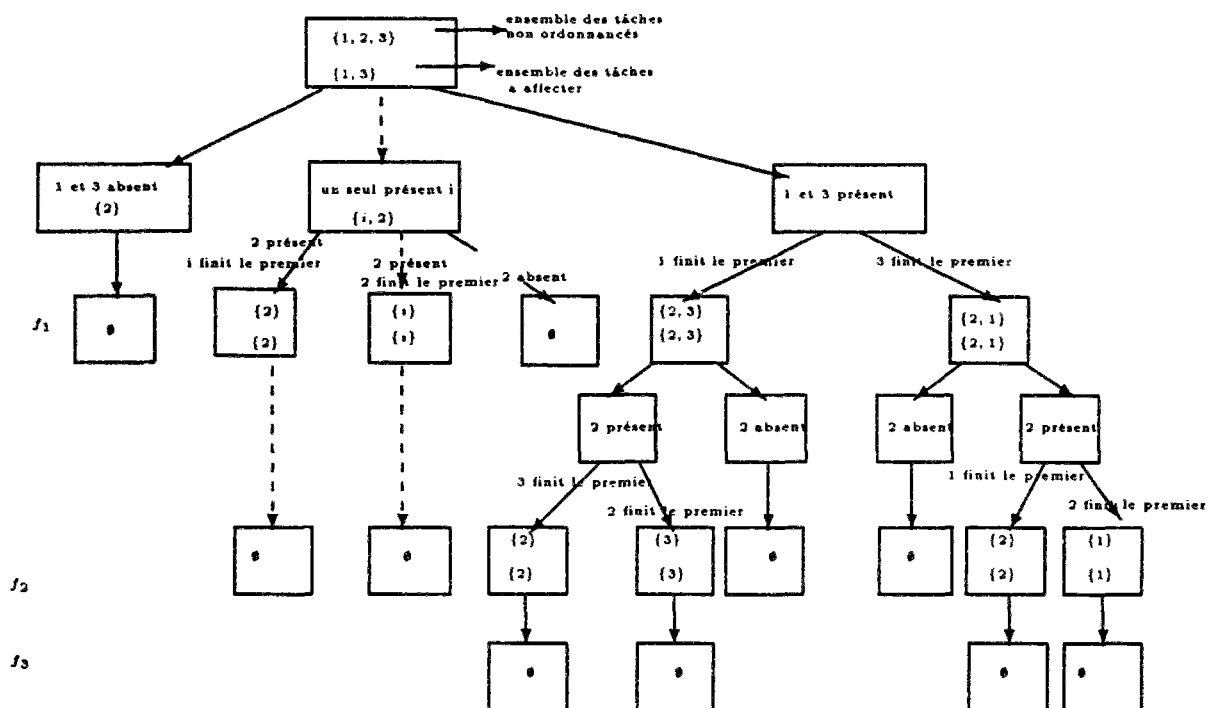 {1, 2, 3}
ensemble des tâches
non ordonnancés
{1, 3}
ensemble des tâches
a affecter
1 et 3 absent
{2}
un seul présent i
{i, 2}
1 et 3 présent
2 présent
i finit le premier
2 présent
2 finit le premier
2 absent
1 finit le premier
3 finit le premier
f1
ø
{2}
{2}
{i}
{i}
ø
{2, 3}
{2, 3}
{2, 1}
{2, 1}
2 présent
2 absent
2 absent
2 présent
3 finit le premier
2 finit le premier
1 finit le premier
2 finit le premier
f2
ø
ø
{2}
{2}
{3}
{3}
ø
ø
{2}
{2}
{1}
{1}
f3
ø
ø
ø
ø